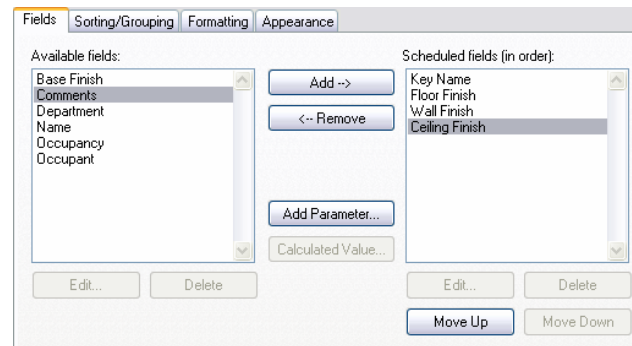 Fields Sorting/Grouping Formatting Appearance
Available fields:
Scheduled fields (in order):
Base Finish
Comments
Department
Name
Occupancy
Occupant
Add -->
<-- Remove
Add Parameter...
Calculated Value...
Key Name
Floor Finish
Wall Finish
Ceiling Finish
Edit... Delete
Edit... Delete
Move Up Move Down